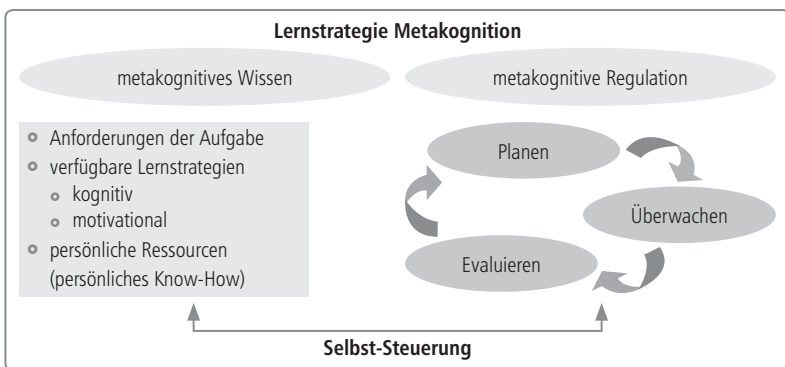 Lernstrategie Metakognition
metakognitives Wissen
metakognitive Regulation
Anforderungen der Aufgabe
verfügbare Lernstrategien
kognitiv
motivational
persönliche Ressourcen
(persönliches Know-How)
Planen
Überwachen
Evaluieren
Selbst-Steuerung